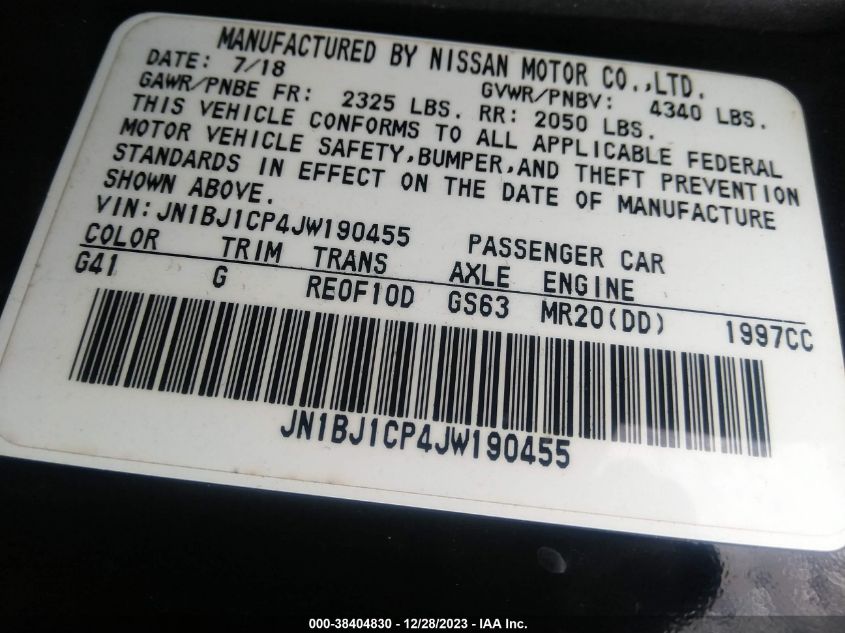 MANUFACTURED BY NISSAN MOTOR CO.,LTD.
DATE: 7/18 GVWR/PNBV: 4340 LBS.
GAWR/PNBE FR: 2325 LBS. RR: 2050 LBS.
THIS VEHICLE CONFORMS TO ALL APPLICABLE FEDERAL
MOTOR VEHICLE SAFETY,BUMPER,AND THEFT PREVENTION
STANDARDS IN EFFECT ON THE DATE OF MANUFACTURE
SHOWN ABOVE.
VIN:JN1BJ1CP4JW190455 PASSENGER CAR
COLOR TRIM TRANS AXLE ENGINE
G41 G RE0F10D GS63 MR20(DD) 1997CC
JN1BJ1CP4JW190455
000-38404830 - 12/28/2023 - IAA Inc.